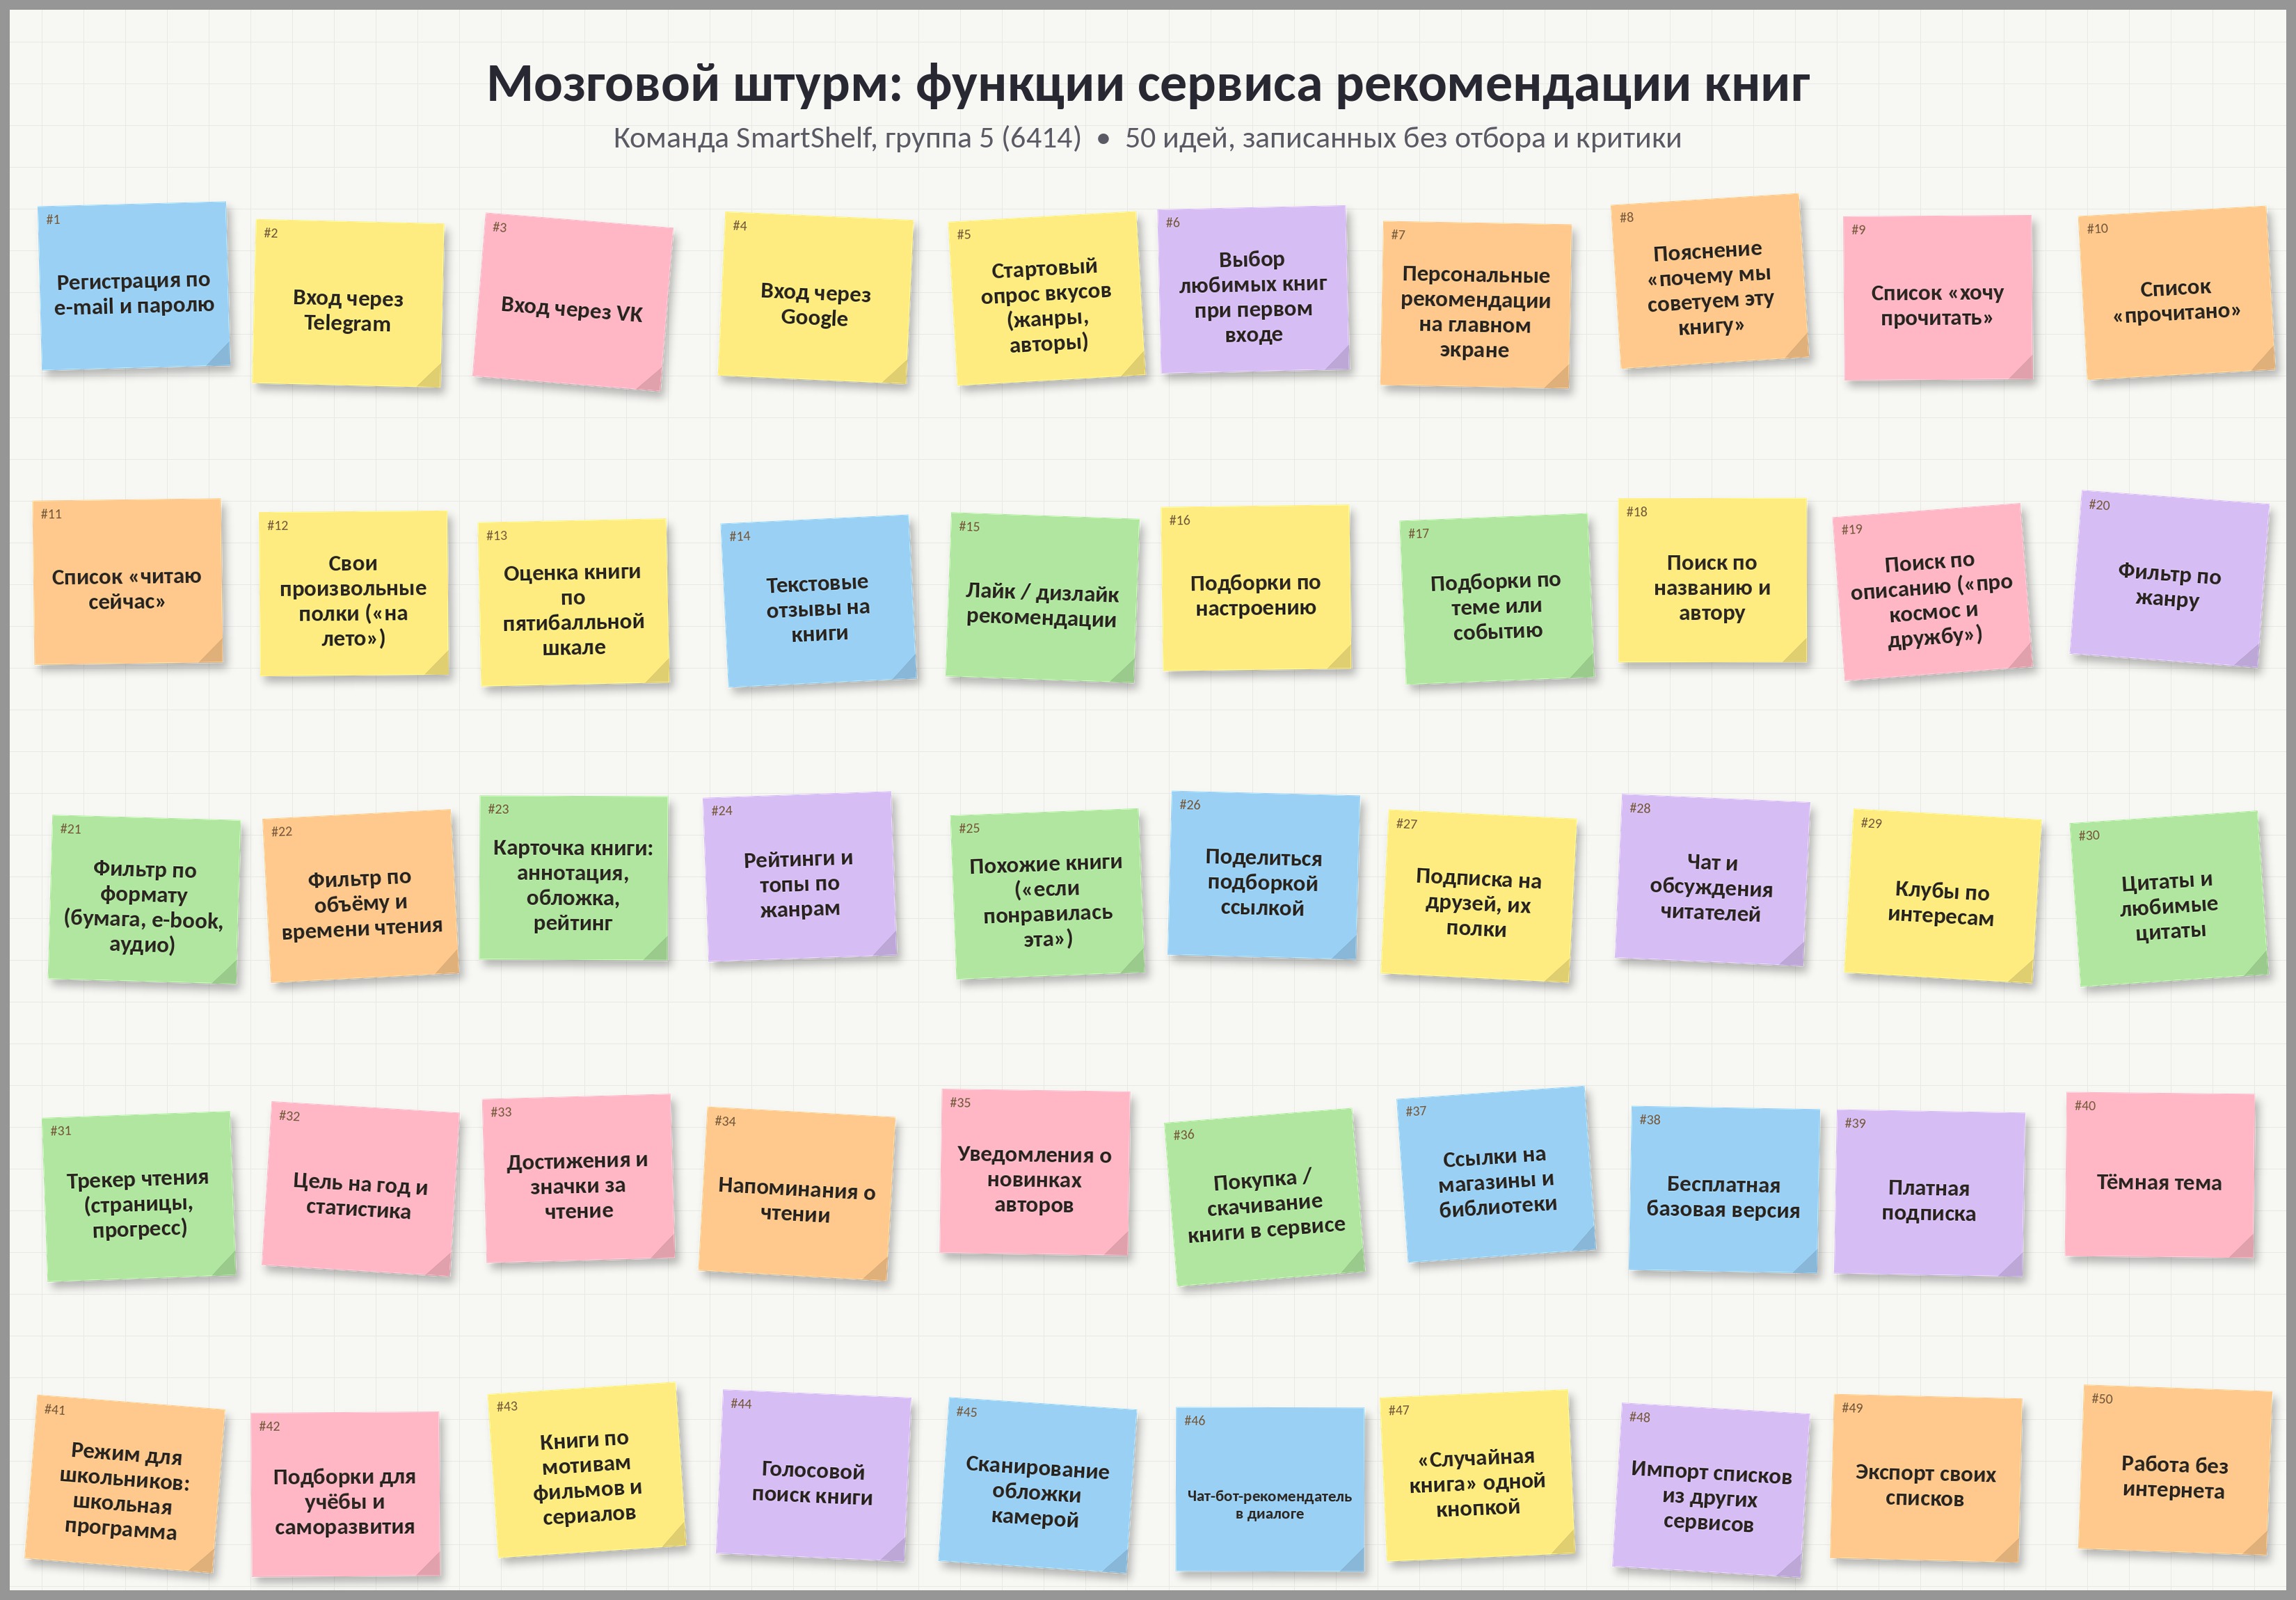 Мозговой штурм: функции сервиса рекомендации книг
Команда SmartShelf, группа 5 (6414) • 50 идей, записанных без отбора и критики
#1
Регистрация по
e-mail и паролю
#2
Вход через
Telegram
#3
Вход через VK
#4
Вход через
Google
#5
Стартовый
опрос вкусов
(жанры,
авторы)
#6
Выбор
любимых книг
при первом
входе
#7
Персональные
рекомендации
на главном
экране
#8
Пояснение
«почему мы
советуем эту
книгу»
#9
Список «хочу
прочитать»
#10
Список
«прочитано»
#11
Список «читаю
сейчас»
#12
Свои
произвольные
полки («на
лето»)
#13
Оценка книги
по
пятибалльной
шкале
#14
Текстовые
отзывы на
книги
#15
Лайк / дизлайк
рекомендации
#16
Подборки по
настроению
#17
Подборки по
теме или
событию
#18
Поиск по
названию и
автору
#19
Поиск по
описанию («про
космос и
дружбу»)
#20
Фильтр по
жанру
#21
Фильтр по
формату
(бумага, e-book,
аудио)
#22
Фильтр по
объёму и
времени чтения
#23
Карточка книги:
аннотация,
обложка,
рейтинг
#24
Рейтинги и
топы по
жанрам
#25
Похожие книги
(«если
понравилась
эта»)
#26
Поделиться
подборкой
ссылкой
#27
Подписка на
друзей, их
полки
#28
Чат и
обсуждения
читателей
#29
Клубы по
интересам
#30
Цитаты и
любимые
цитаты
#31
Трекер чтения
(страницы,
прогресс)
#32
Цель на год и
статистика
#33
Достижения и
значки за
чтение
#34
Напоминания о
чтении
#35
Уведомления о
новинках
авторов
#36
Покупка /
скачивание
книги в сервисе
#37
Ссылки на
магазины и
библиотеки
#38
Бесплатная
базовая версия
#39
Платная
подписка
#40
Тёмная тема
#41
Режим для
школьников:
школьная
программа
#42
Подборки для
учёбы и
саморазвития
#43
Книги по
мотивам
фильмов и
сериалов
#44
Голосовой
поиск книги
#45
Сканирование
обложки
камерой
#46
Чат-бот-рекомендатель
в диалоге
#47
«Случайная
книга» одной
кнопкой
#48
Импорт списков
из других
сервисов
#49
Экспорт своих
списков
#50
Работа без
интернета